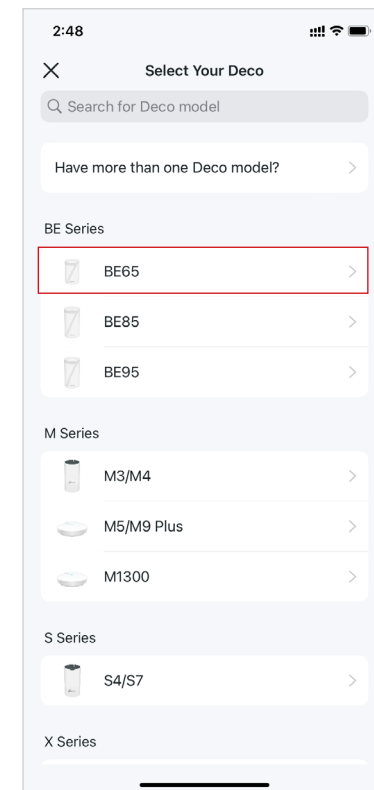 2:48
Select Your Deco
Search for Deco model
Have more than one Deco model?
BE Series
BE65
BE85
BE95
M Series
M3/M4
M5/M9 Plus
M1300
S Series
S4/S7
X Series